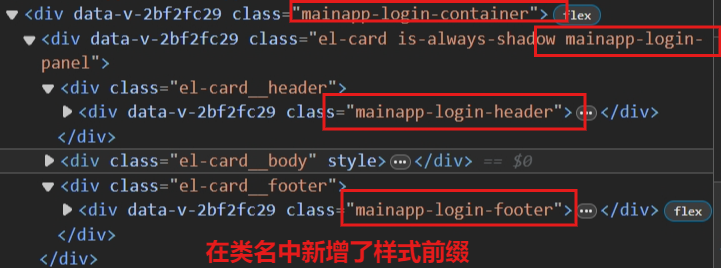 ▼<div data-v-2bf2fc29 class="mainapp-login-container"> flex
▼<div data-v-2bf2fc29 class="el-card is-always-shadow mainapp-login-
panel">
▼<div class="el-card__header">
▶<div data-v-2bf2fc29 class="mainapp-login-header">⋯</div>
</div>
▶<div class="el-card__body" style>⋯</div> == $0
▼<div class="el-card__footer">
▶<div data-v-2bf2fc29 class="mainapp-login-footer">⋯</div> flex
</div>
</div>
在类名中新增了样式前缀